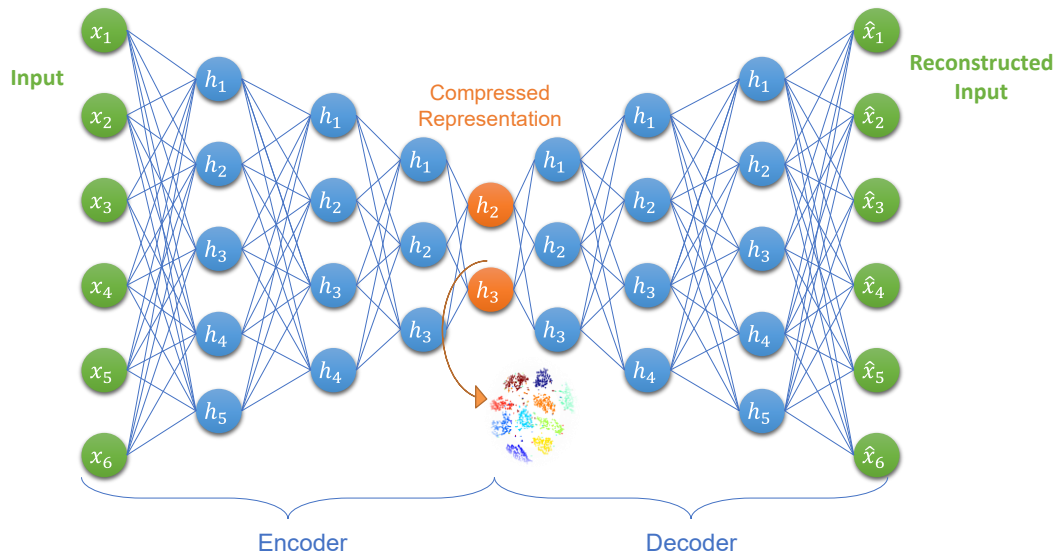 Input
x₁
x₂
x₃
x₄
x₅
x₆
h₁
h₂
h₃
h₄
h₅
h₁
h₂
h₃
h₄
h₁
h₂
h₃
Compressed
Representation
h₂
h₃
h₁
h₂
h₃
h₁
h₂
h₃
h₄
h₁
h₂
h₃
h₄
h₅
x̂₁
x̂₂
x̂₃
x̂₄
x̂₅
x̂₆
Reconstructed
Input
Encoder
Decoder